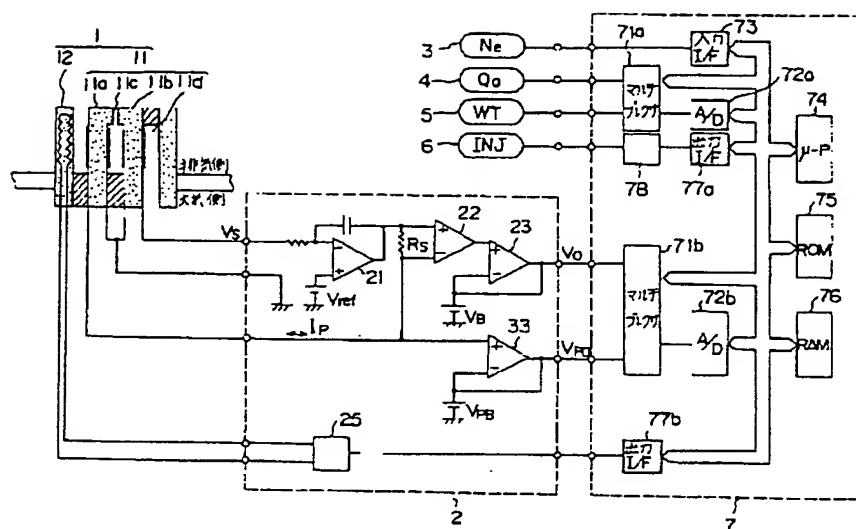 1
12
11
11a 11c 11b 11d
排気側
大気側
3
Ne
4
Qa
5
WT
6
INJ
71a
マルチ
プレクサ
73
入力
I/F
72a
A/D
78
出力
I/F
77a
74
μ-P
75
ROM
76
RAM
7
Vs
21
Vref
Rs
22
23
VB
Vo
Ip
33
VPB
VPO
25
2
71b
マルチ
プレクサ
72b
A/D
77b
出力
I/F